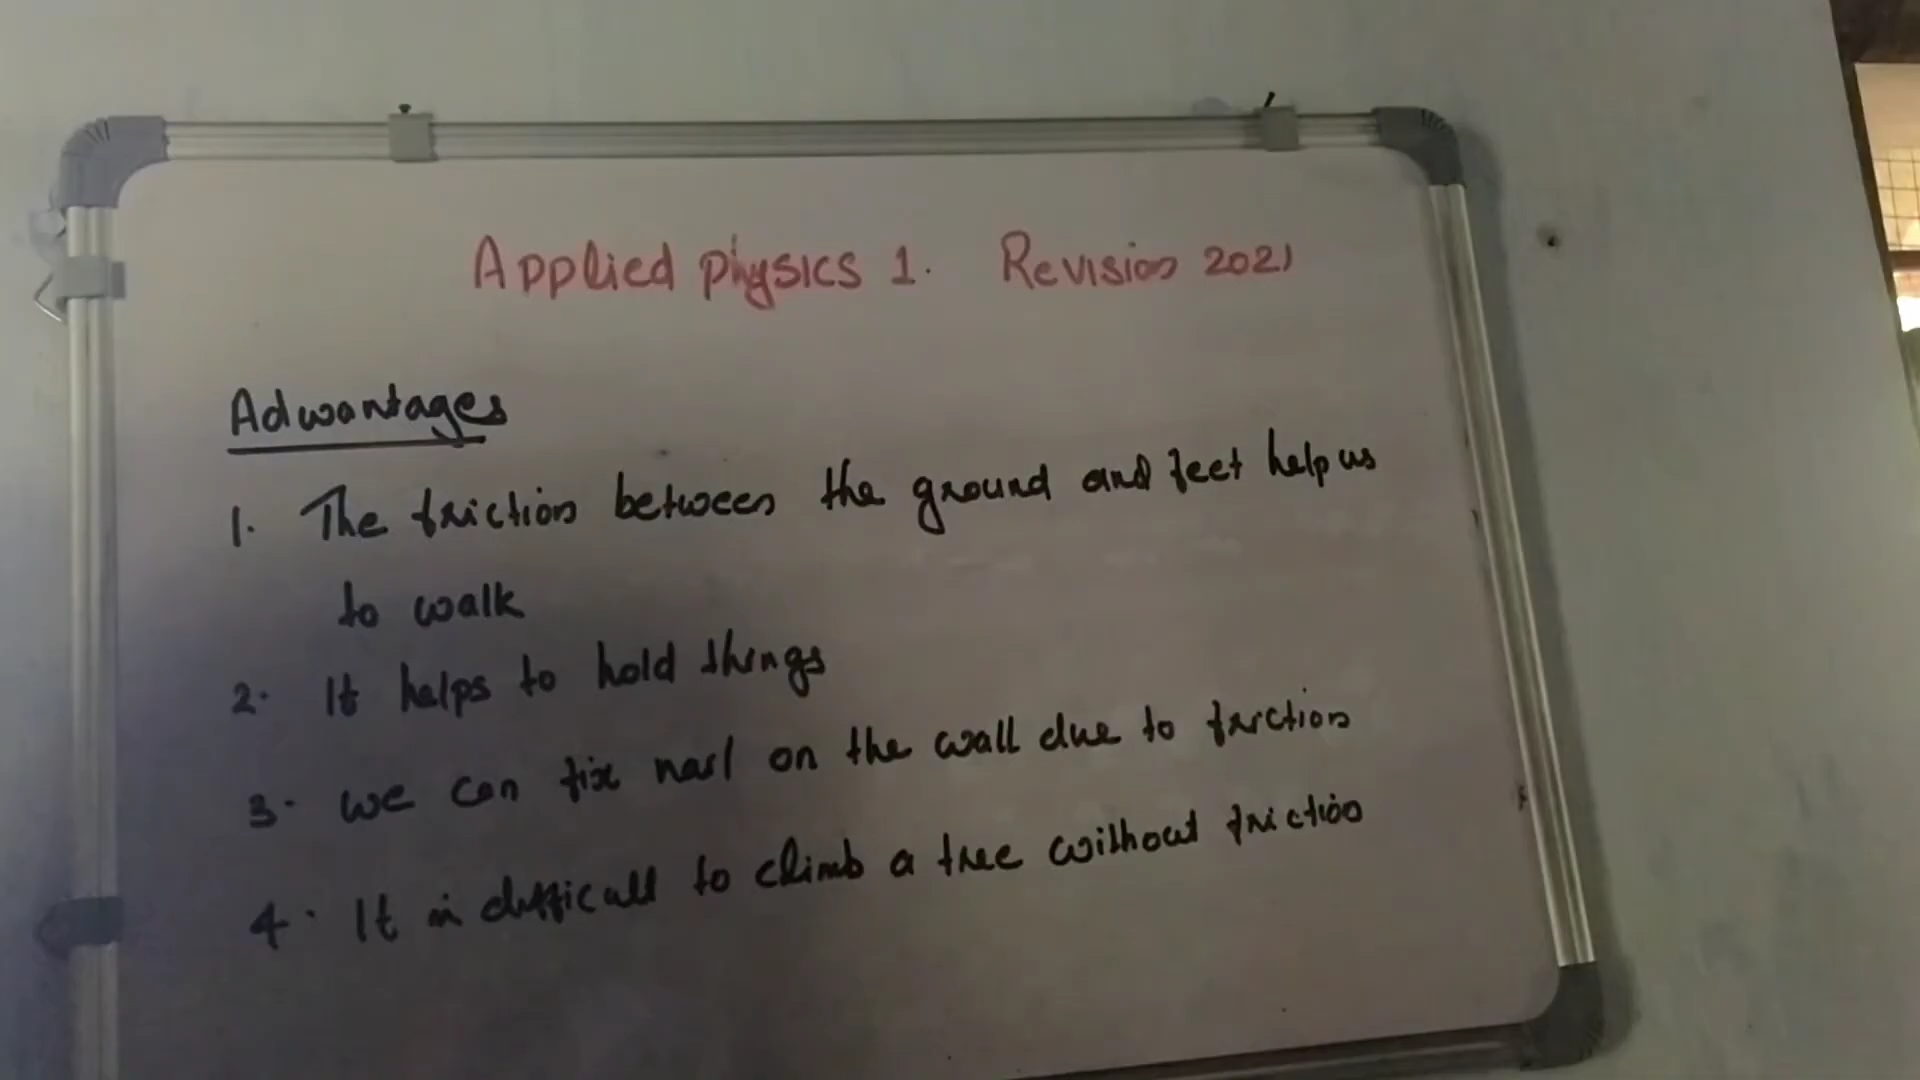 Applied physics 1. Revision 2021
Adwantages
1. The friction between the ground and feet help us
to walk
2. It helps to hold things
3. we can fix nail on the wall due to friction
4. It is difficult to climb a tree without friction